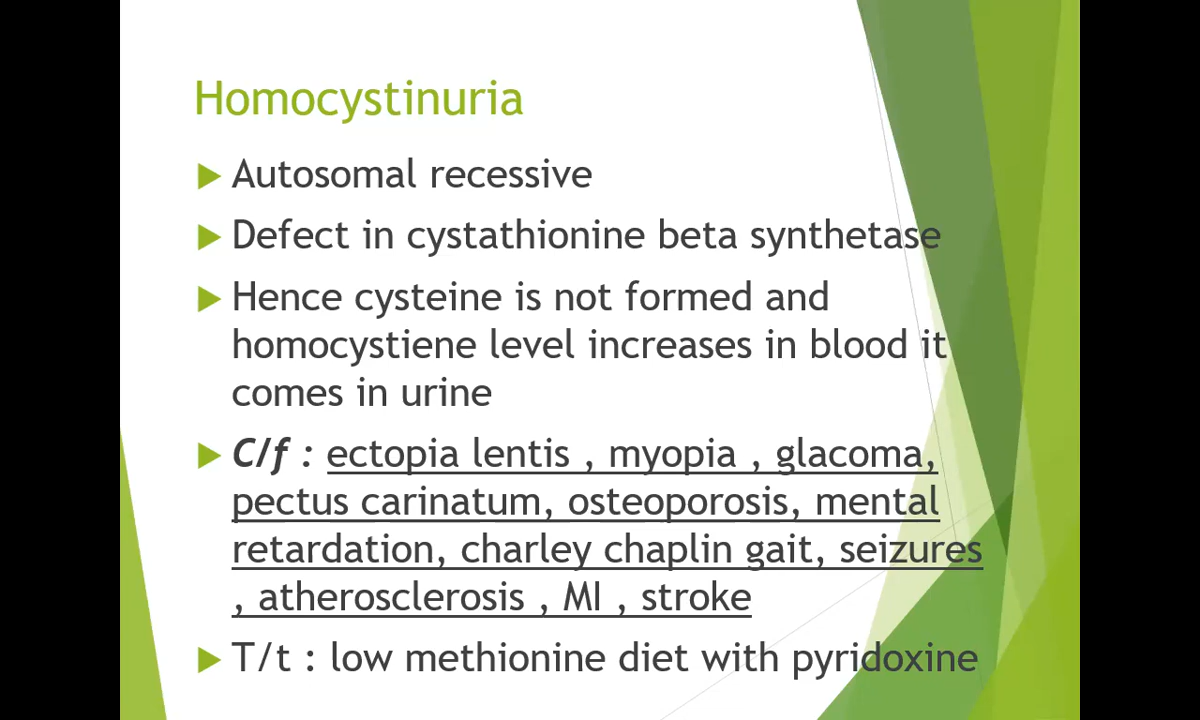 Homocystinuria
Autosomal recessive
Defect in cystathionine beta synthetase
Hence cysteine is not formed and
homocystiene level increases in blood it
comes in urine
C/f : ectopia lentis , myopia , glacoma,
pectus carinatum, osteoporosis, mental
retardation, charley chaplin gait, seizures
, atherosclerosis , MI , stroke
T/t : low methionine diet with pyridoxine